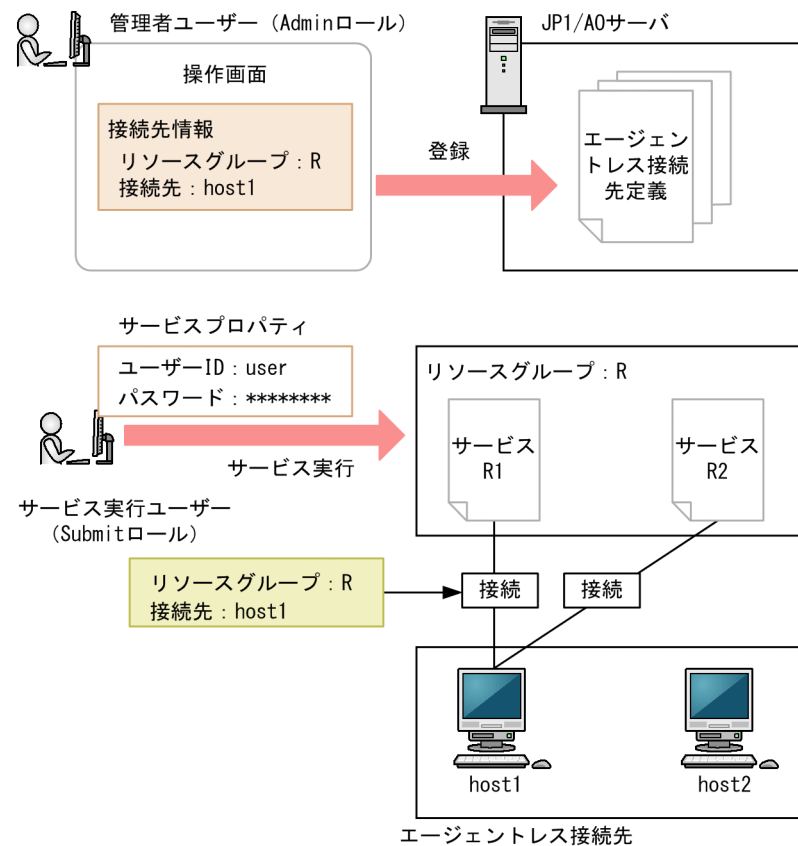 管理者ユーザー（Adminロール）
JP1/AOサーバ
操作画面
接続先情報
リソースグループ：R
接続先：host1
登録
エージェン
トレス接続
先定義
サービスプロパティ
ユーザーID：user
パスワード：********
サービス実行
サービス実行ユーザー
（Submitロール）
リソースグループ：R
サービス
R1
サービス
R2
リソースグループ：R
接続先：host1
接続
接続
host1
host2
エージェントレス接続先